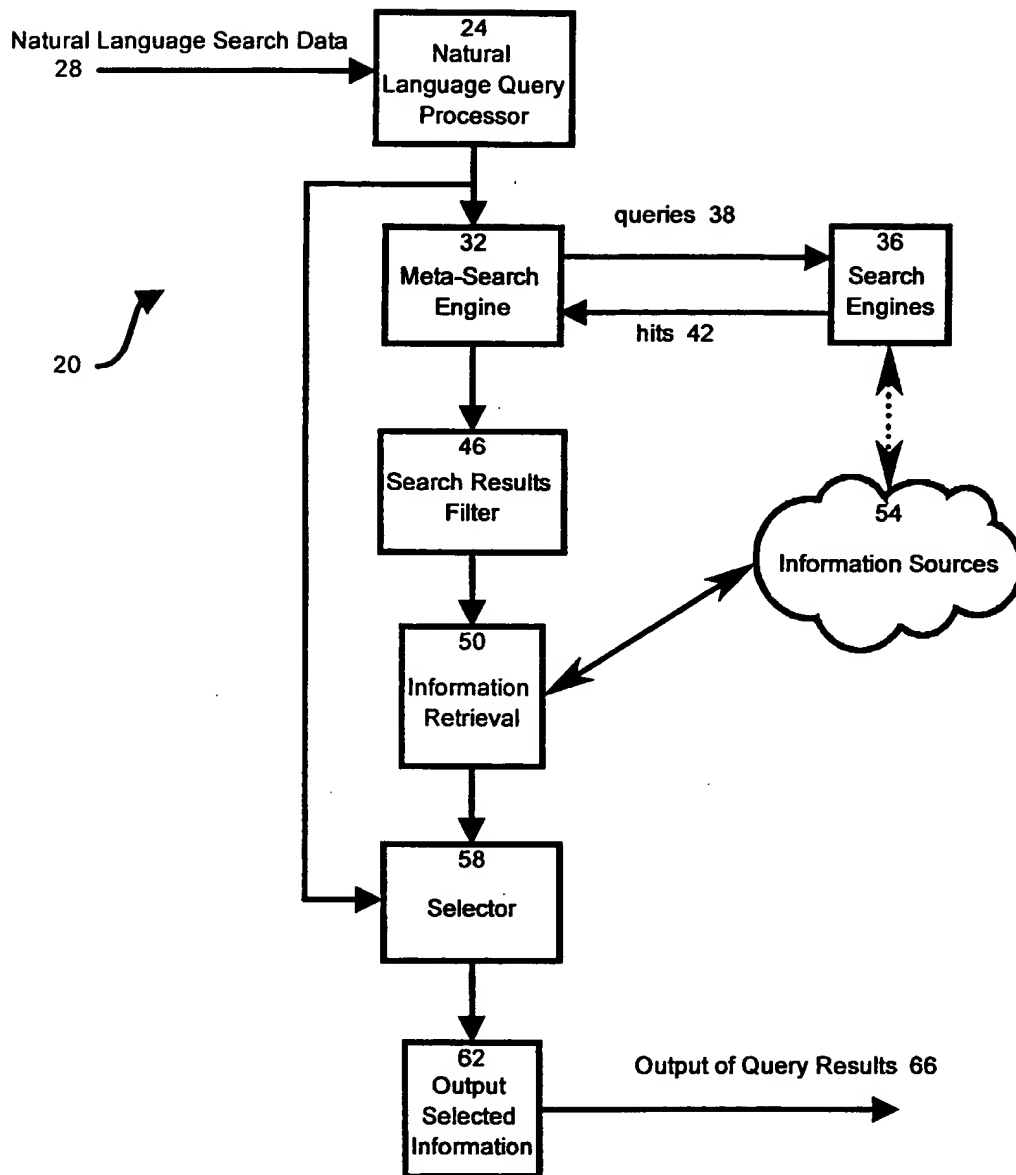 Natural Language Search Data
28
24
Natural
Language Query
Processor
queries 38
32
Meta-Search
Engine
36
Search
Engines
hits 42
20
46
Search Results
Filter
54
Information Sources
50
Information
Retrieval
58
Selector
62
Output
Selected
Information
Output of Query Results 66